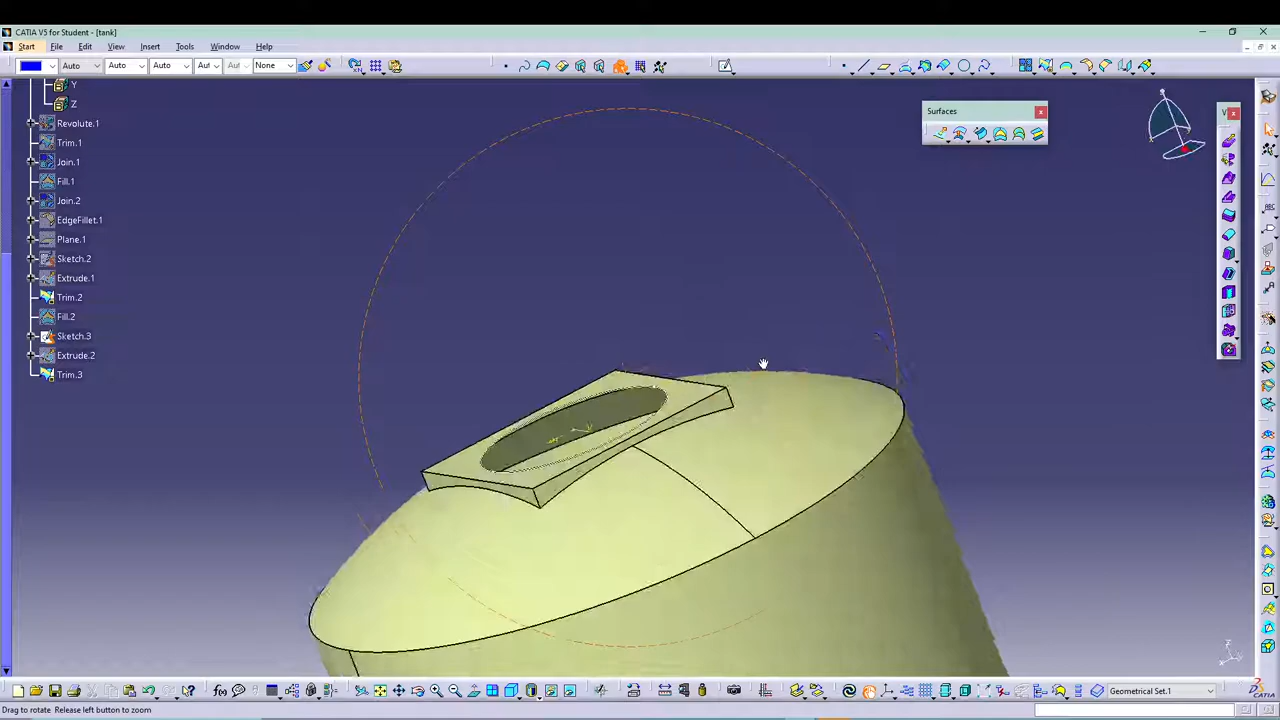 CATIA V5 for Student - [tank]
Start File Edit View Insert Tools Window Help
Auto Auto Auto Aut Aut None
Y
Z
Revolute.1
Trim.1
Join.1
Fill.1
Join.2
EdgeFillet.1
Plane.1
Sketch.2
Extrude.1
Trim.2
Fill.2
Sketch.3
Extrude.2
Trim.3
Surfaces
V
Geometrical Set.1
CATIA
Drag to rotate Release left button to zoom